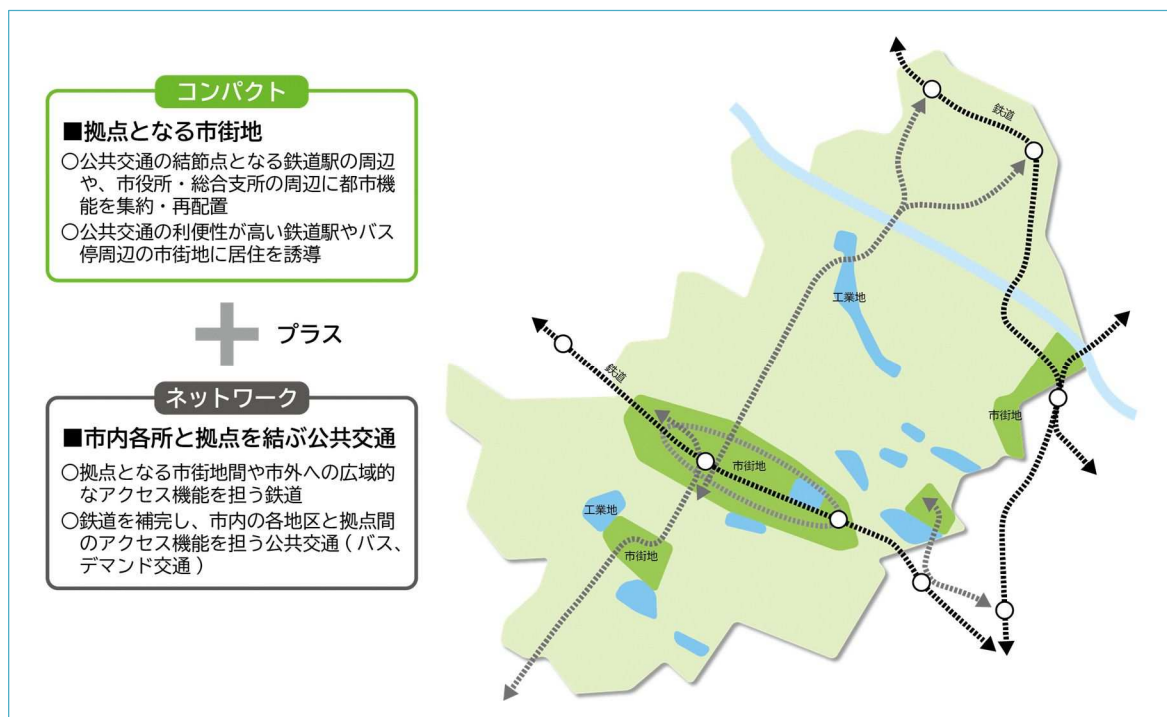 コンパクト
■拠点となる市街地
○公共交通の結節点となる鉄道駅の周辺
や、市役所・総合支所の周辺に都市機
能を集約・再配置
○公共交通の利便性が高い鉄道駅やバス
停周辺の市街地に居住を誘導
プラス
ネットワーク
■市内各所と拠点を結ぶ公共交通
○拠点となる市街地間や市外への広域的
なアクセス機能を担う鉄道
○鉄道を補完し、市内の各地区と拠点間
のアクセス機能を担う公共交通(バス、
デマンド交通)
鉄道
工業地
鉄道
市街地
市街地
工業地
市街地